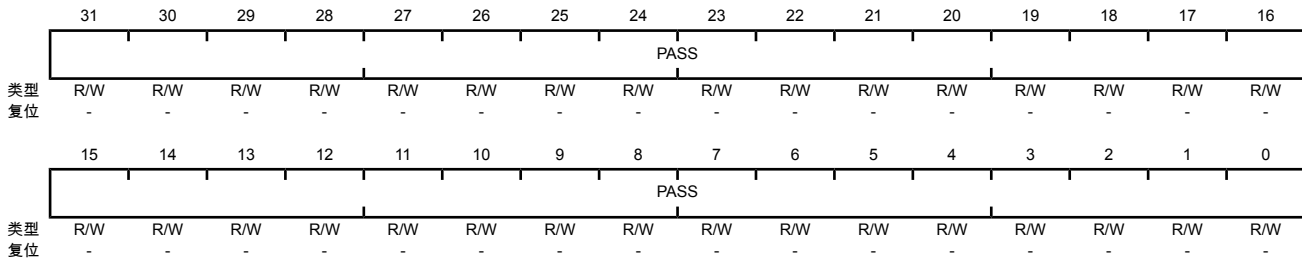 31 30 29 28 27 26 25 24 23 22 21 20 19 18 17 16
PASS
类型 R/W R/W R/W R/W R/W R/W R/W R/W R/W R/W R/W R/W R/W R/W R/W R/W
复位 - - - - - - - - - - - - - - - -
15 14 13 12 11 10 9 8 7 6 5 4 3 2 1 0
PASS
类型 R/W R/W R/W R/W R/W R/W R/W R/W R/W R/W R/W R/W R/W R/W R/W R/W
复位 - - - - - - - - - - - - - - - -